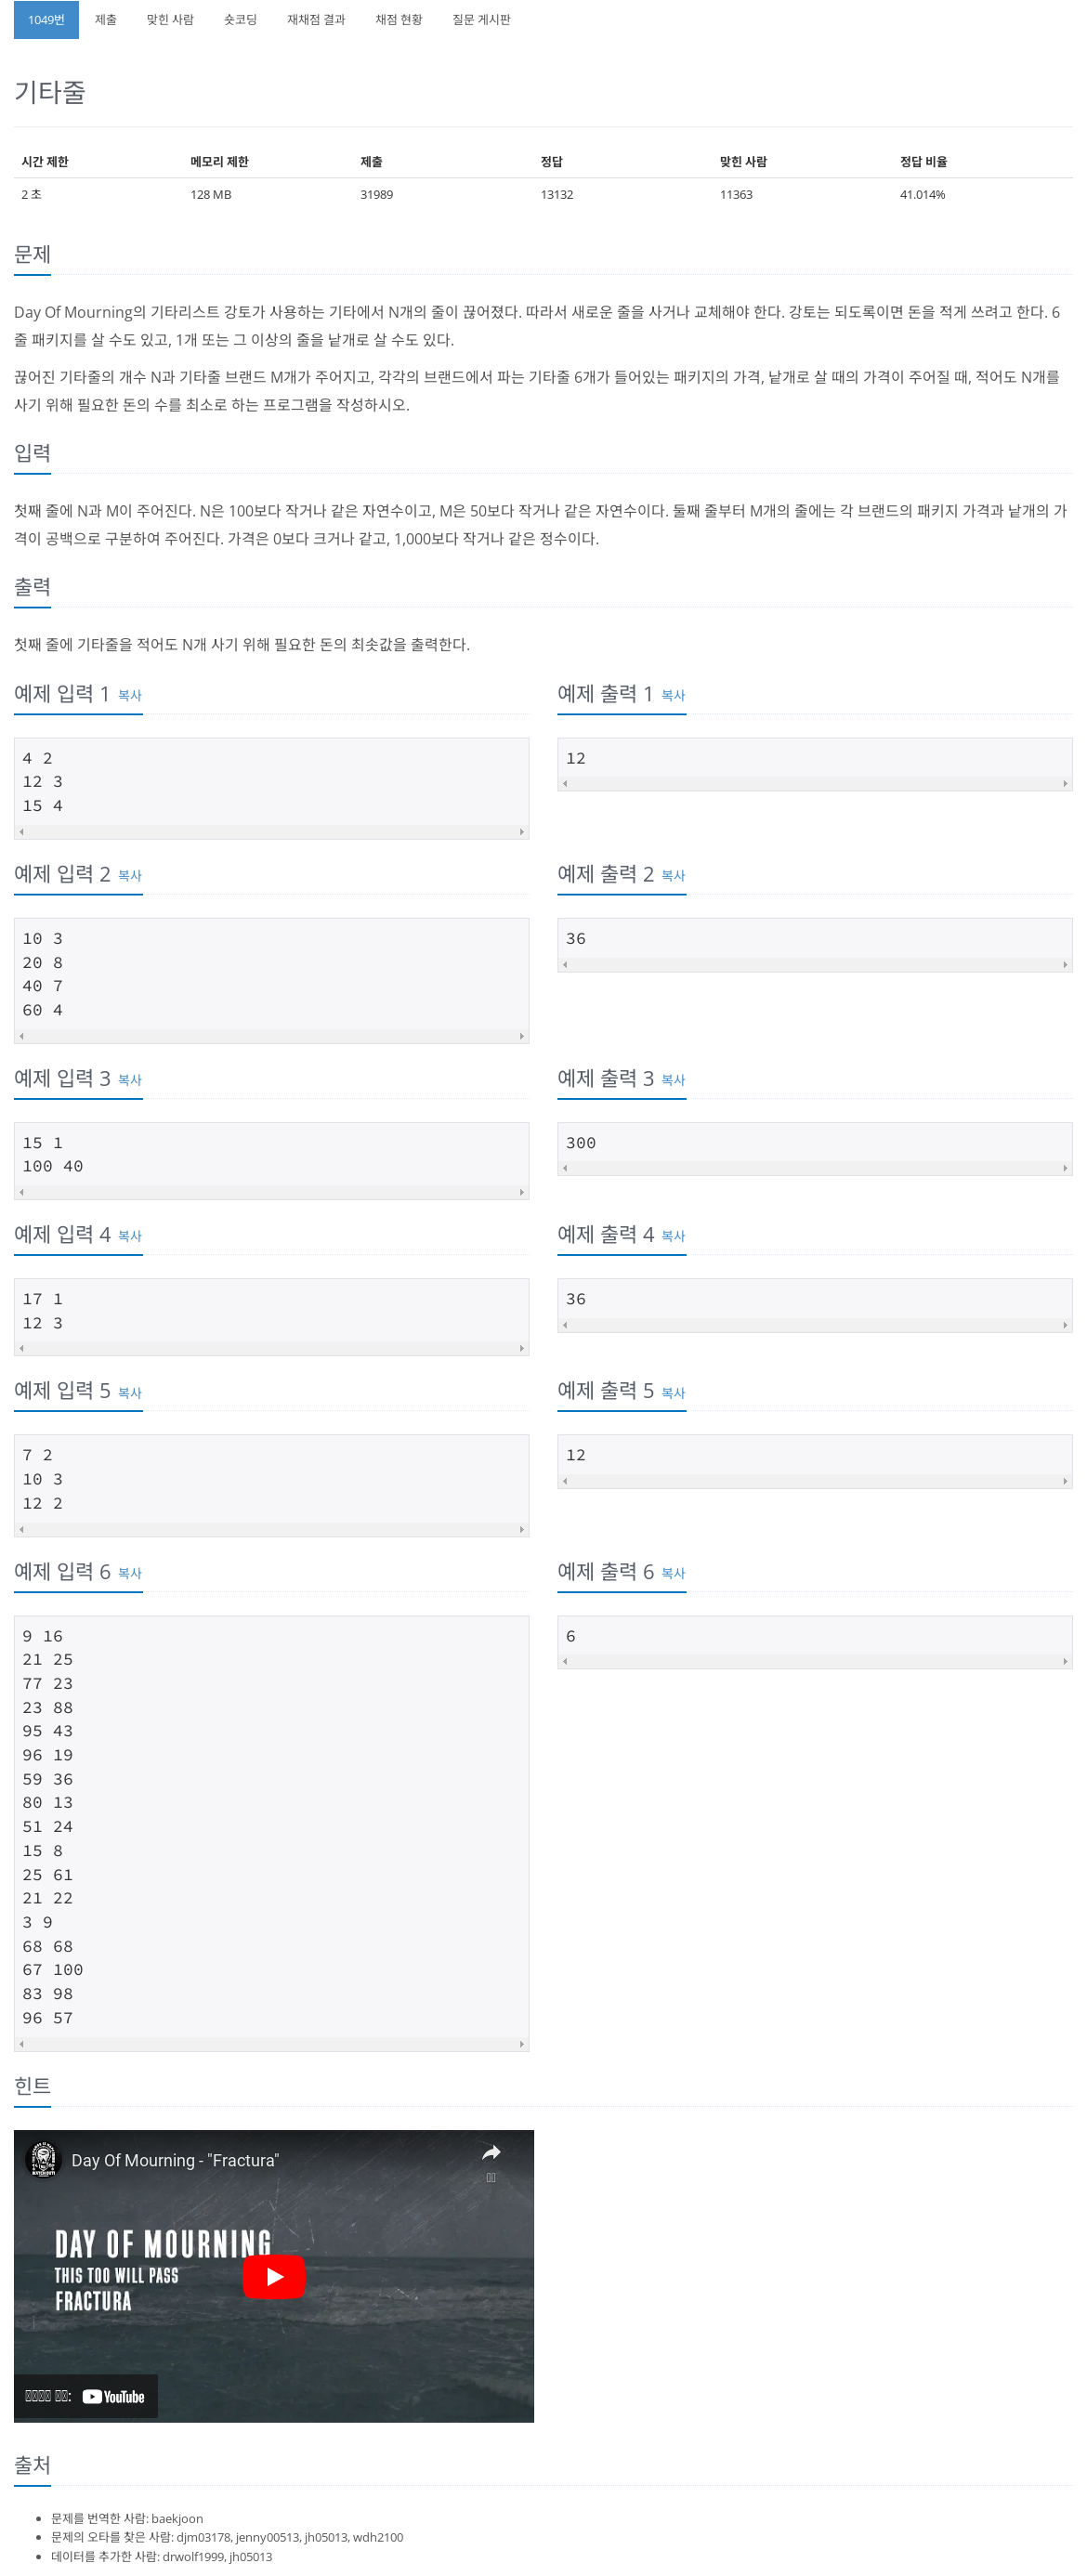 1049번 제출 맞힌 사람 숏코딩 재채점 결과 채점 현황 질문 게시판
기타줄
시간 제한 메모리 제한 제출 정답 맞힌 사람 정답 비율
2 초 128 MB 31989 13132 11363 41.014%
문제
Day Of Mourning의 기타리스트 강토가 사용하는 기타에서 N개의 줄이 끊어졌다. 따라서 새로운 줄을 사거나 교체해야 한다. 강토는 되도록이면 돈을 적게 쓰려고 한다. 6
줄 패키지를 살 수도 있고, 1개 또는 그 이상의 줄을 낱개로 살 수도 있다.
끊어진 기타줄의 개수 N과 기타줄 브랜드 M개가 주어지고, 각각의 브랜드에서 파는 기타줄 6개가 들어있는 패키지의 가격, 낱개로 살 때의 가격이 주어질 때, 적어도 N개를
사기 위해 필요한 돈의 수를 최소로 하는 프로그램을 작성하시오.
입력
첫째 줄에 N과 M이 주어진다. N은 100보다 작거나 같은 자연수이고, M은 50보다 작거나 같은 자연수이다. 둘째 줄부터 M개의 줄에는 각 브랜드의 패키지 가격과 낱개의 가
격이 공백으로 구분하여 주어진다. 가격은 0보다 크거나 같고, 1,000보다 작거나 같은 정수이다.
출력
첫째 줄에 기타줄을 적어도 N개 사기 위해 필요한 돈의 최솟값을 출력한다.
예제 입력 1 복사
4 2
12 3
15 4
예제 출력 1 복사
12
예제 입력 2 복사
10 3
20 8
40 7
60 4
예제 출력 2 복사
36
예제 입력 3 복사
15 1
100 40
예제 출력 3 복사
300
예제 입력 4 복사
17 1
12 3
예제 출력 4 복사
36
예제 입력 5 복사
7 2
10 3
12 2
예제 출력 5 복사
12
예제 입력 6 복사
9 16
21 25
77 23
23 88
95 43
96 19
59 36
80 13
51 24
15 8
25 61
21 22
3 9
68 68
67 100
83 98
96 57
예제 출력 6 복사
6
힌트
Day Of Mourning - "Fractura"
DAY OF MOURNING
THIS TOO WILL PASS
FRACTURA
YouTube
출처
문제를 번역한 사람: baekjoon
문제의 오타를 찾은 사람: djm03178, jenny00513, jh05013, wdh2100
데이터를 추가한 사람: drwolf1999, jh05013